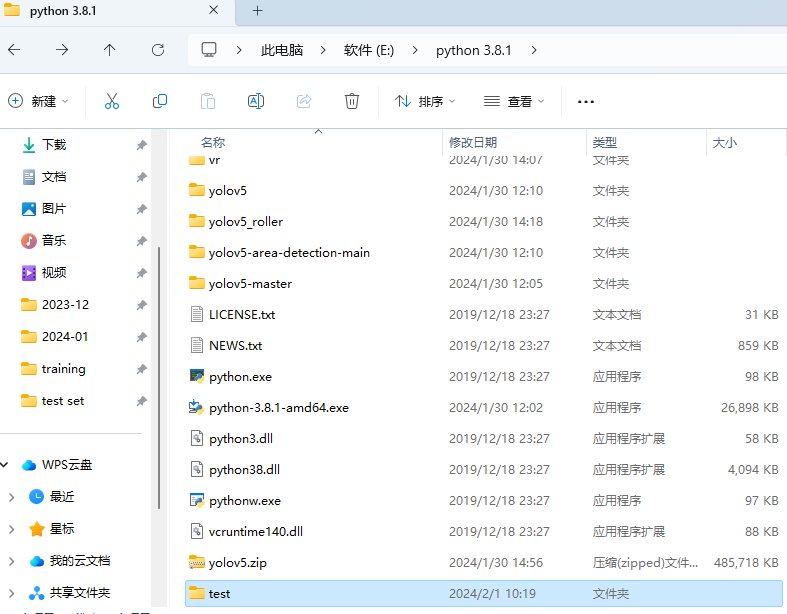 python 3.8.1
此电脑 软件 (E:) python 3.8.1
新建 排序 查看
名称 修改日期 类型 大小
下载
文档
图片
音乐
视频
2023-12
2024-01
training
test set
WPS云盘
最近
星标
我的云文档
共享文件夹
vr 2024/1/30 14:07 文件夹
yolov5 2024/1/30 12:10 文件夹
yolov5_roller 2024/1/30 14:18 文件夹
yolov5-area-detection-main 2024/1/30 12:10 文件夹
yolov5-master 2024/1/30 12:05 文件夹
LICENSE.txt 2019/12/18 23:27 文本文档 31 KB
NEWS.txt 2019/12/18 23:27 文本文档 859 KB
python.exe 2019/12/18 23:27 应用程序 98 KB
python-3.8.1-amd64.exe 2024/1/30 12:02 应用程序 26,898 KB
python3.dll 2019/12/18 23:27 应用程序扩展 58 KB
python38.dll 2019/12/18 23:27 应用程序扩展 4,094 KB
pythonw.exe 2019/12/18 23:27 应用程序 97 KB
vcruntime140.dll 2019/12/18 23:27 应用程序扩展 88 KB
yolov5.zip 2024/1/30 14:56 压缩(zipped)文件... 485,718 KB
test 2024/2/1 10:19 文件夹